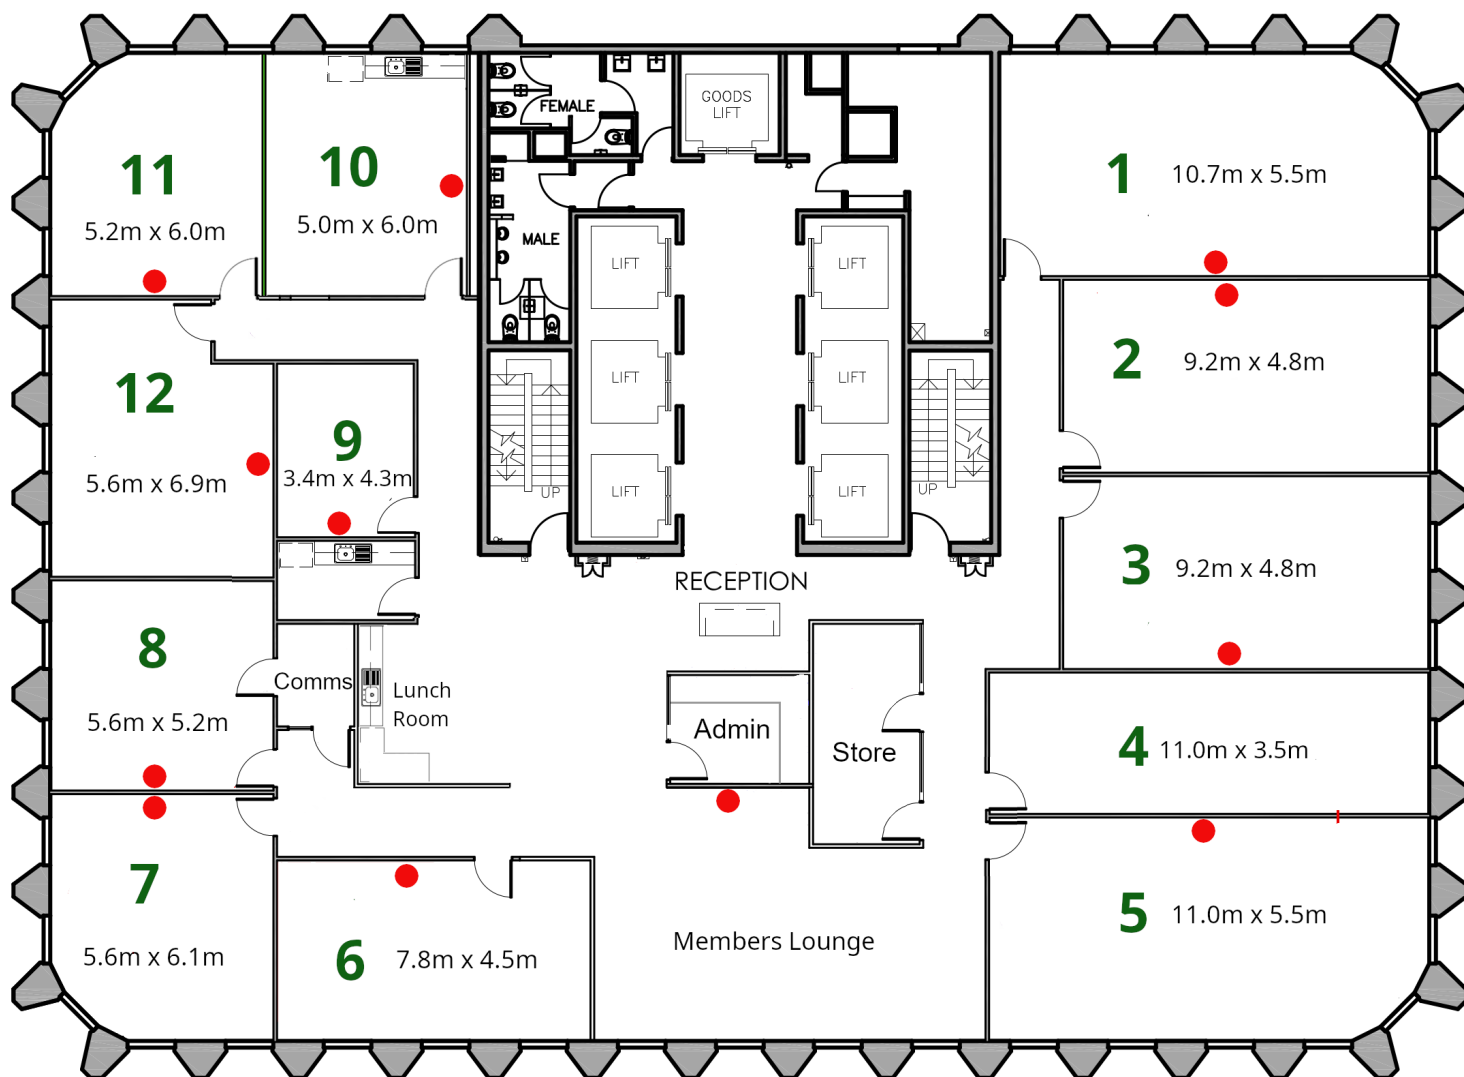 FEMALE
GOODS
LIFT
11
5.2m x 6.0m
10
5.0m x 6.0m
1
10.7m x 5.5m
MALE
LIFT
LIFT
2
9.2m x 4.8m
12
5.6m x 6.9m
9
3.4m x 4.3m
LIFT
LIFT
UP
LIFT
LIFT
UP
3
9.2m x 4.8m
RECEPTION
8
5.6m x 5.2m
Comms
Lunch
Room
Admin
Store
4
11.0m x 3.5m
7
5.6m x 6.1m
6
7.8m x 4.5m
Members Lounge
5
11.0m x 5.5m